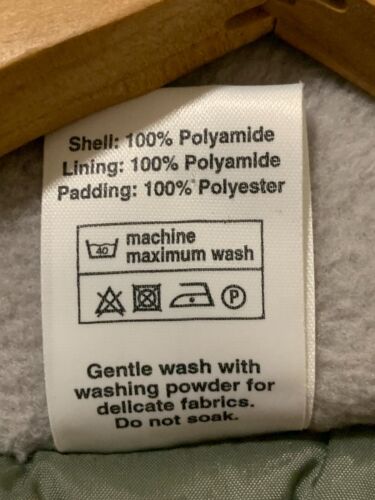 Shell: 100% Polyamide
Lining: 100% Polyamide
Padding: 100% Polyester
40 machine
maximum wash
P
Gentle wash with
washing powder for
delicate fabrics.
Do not soak.